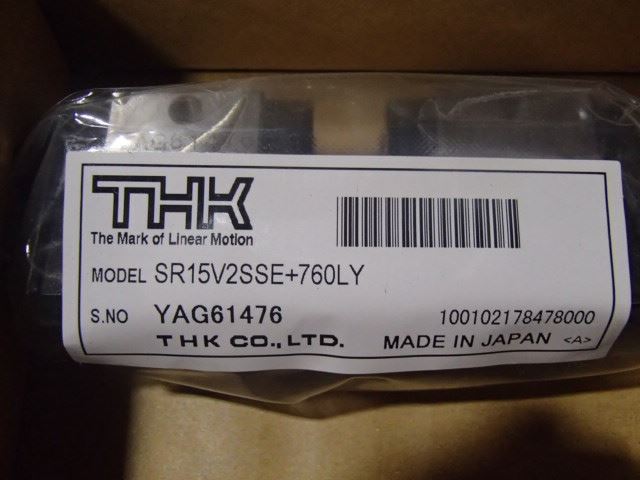 THK
The Mark of Linear Motion
MODEL SR15V2SSE+760LY
S.NO YAG61476
100102178478000
THK CO.,LTD. MADE IN JAPAN <A>